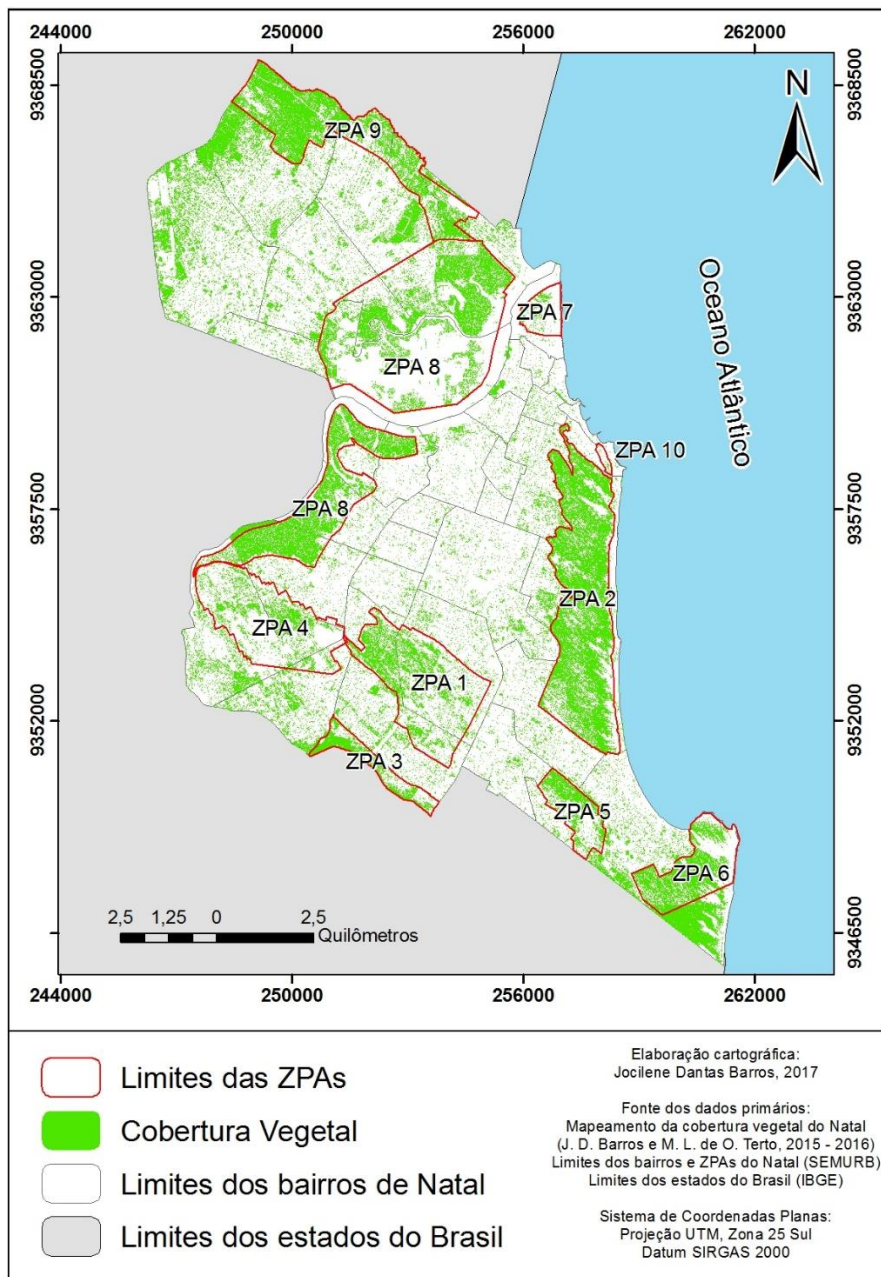 244000 250000 256000 262000
9368500 9368500
N
ZPA 9
9363000 9363000
ZPA 7
ZPA 8
Oceano Atlântico
ZPA 10
9357500 9357500
ZPA 8
ZPA 2
ZPA 4
ZPA 1
9352000 9352000
ZPA 3
ZPA 5
ZPA 6
2,5 1,25 0 2,5
Quilômetros
9346500 9346500
244000 250000 256000 262000
Limites das ZPAs
Cobertura Vegetal
Limites dos bairros de Natal
Limites dos estados do Brasil
Elaboração cartográfica:
Jocilene Dantas Barros, 2017
Fonte dos dados primários:
Mapeamento da cobertura vegetal do Natal
(J. D. Barros e M. L. de O. Terto, 2015 - 2016)
Limites dos bairros e ZPAs do Natal (SEMURB)
Limites dos estados do Brasil (IBGE)
Sistema de Coordenadas Planas:
Projeção UTM, Zona 25 Sul
Datum SIRGAS 2000